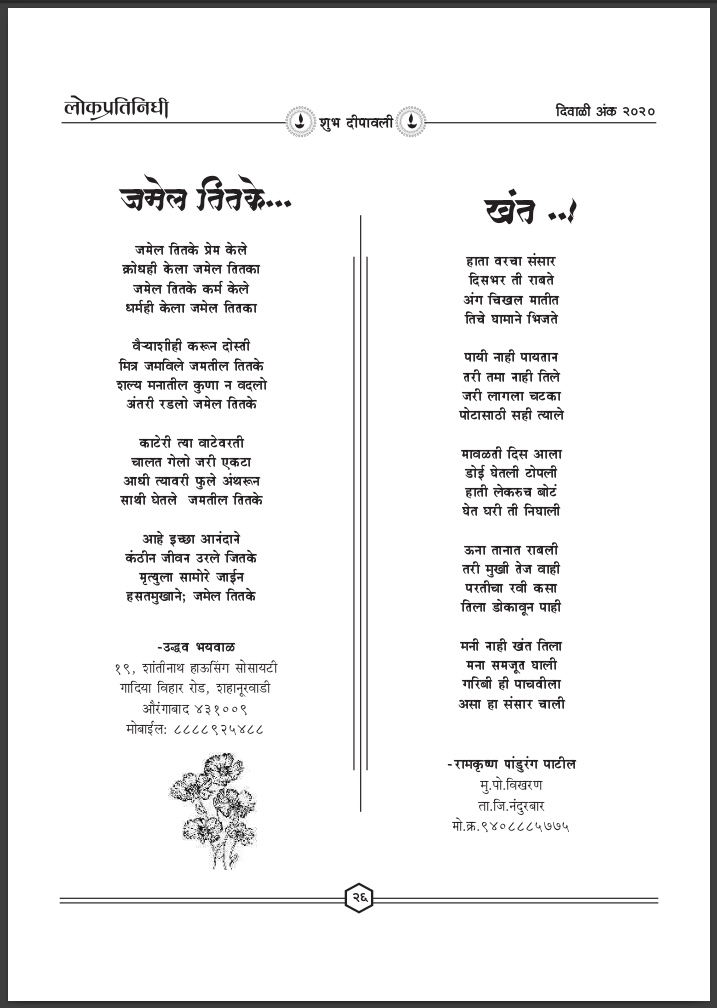 लोकप्रतिनिधी
शुभ दीपावली
दिवाळी अंक २०२०
जमेल तितके...
जमेल तितके प्रेम केले
क्रोधही केला जमेल तितका
जमेल तितके कर्म केले
धर्मही केला जमेल तितका
वैऱ्याशीही करून दोस्ती
मित्र जमविले जमतील तितके
शल्य मनातील कुणा न वदलो
अंतरी रडलो जमेल तितके
काटेरी त्या वाटेवरती
चालत गेलो जरी एकटा
आधी त्यावरी फुले अंथरून
साथी घेतले जमतील तितके
आहे इच्छा आनंदाने
कंठीन जीवन उरले जितके
मृत्युला सामोरे जाईन
हसतमुखाने; जमेल तितके
-उद्धव भयवाळ
१९, शांतीनाथ हाऊसिंग सोसायटी
गादिया विहार रोड, शहानूरवाडी
औरंगाबाद ४३१००९
मोबाईल: ८८८८९२५४८८
खंत ..!
हाता वरचा संसार
दिसभर ती राबते
अंग चिखल मातीत
तिचे घामाने भिजते
पायी नाही पायतान
तरी तमा नाही तिले
जरी लागला चटका
पोटासाठी सही त्याले
मावळती दिस आला
डोई घेतली टोपली
हाती लेकरुच बोटं
घेत घरी ती निघाली
ऊना तानात राबली
तरी मुखी तेज वाही
परतीचा रवी कसा
तिला डोकावून पाही
मनी नाही खंत तिला
मना समजूत घाली
गरिबी ही पाचवीला
असा हा संसार चाली
-रामकृष्ण पांडुरंग पाटील
मु.पो.विखरण
ता.जि.नंदुरबार
मो.क्र.९४०८८८५७७५
२६